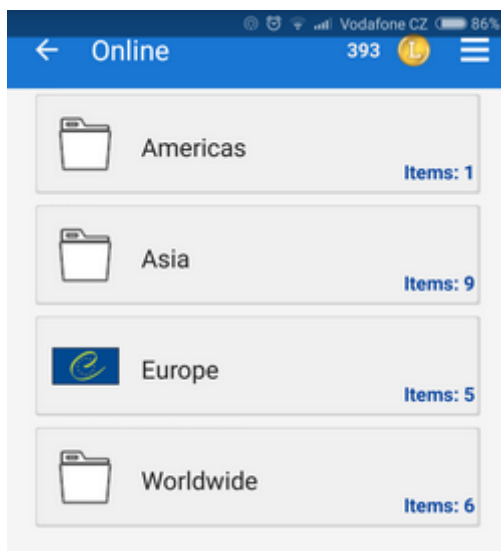 Vodafone CZ 86%
Online 393 L
Americas
Items: 1
Asia
Items: 9
Europe
Items: 5
Worldwide
Items: 6